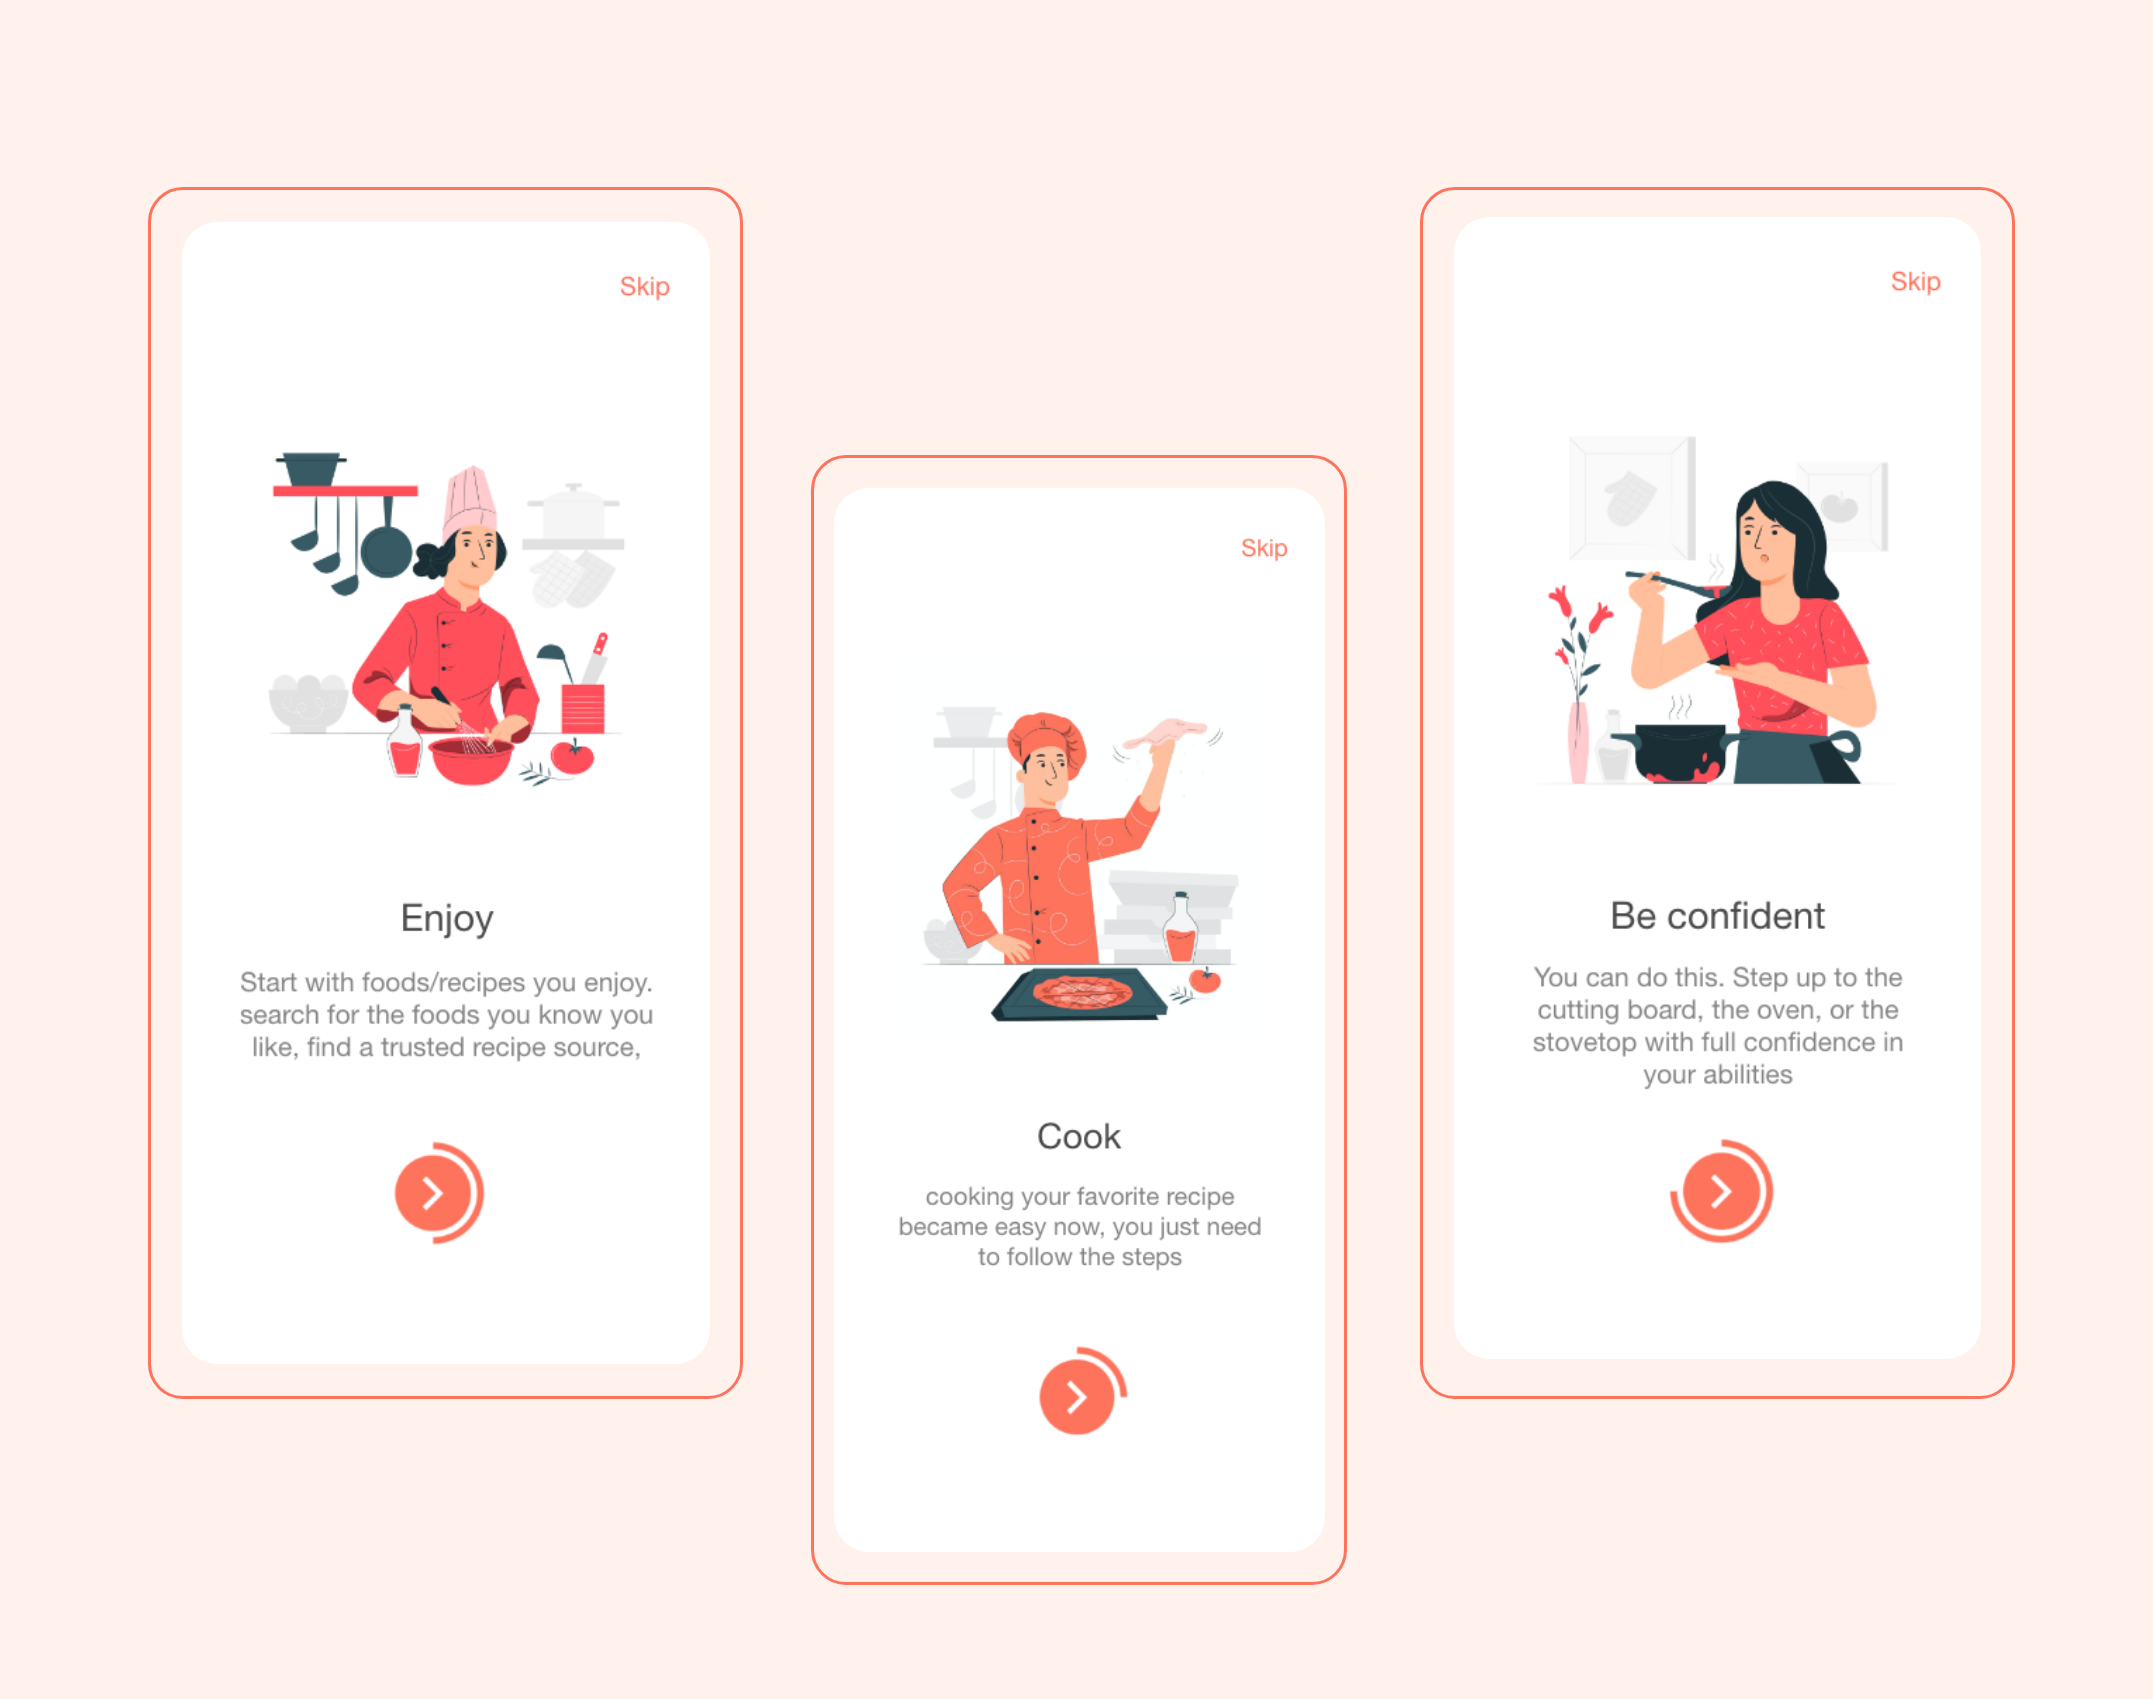 Skip
Enjoy
Start with foods/recipes you enjoy.
search for the foods you know you
like, find a trusted recipe source,
Skip
Cook
cooking your favorite recipe
became easy now, you just need
to follow the steps
Skip
Be confident
You can do this. Step up to the
cutting board, the oven, or the
stovetop with full confidence in
your abilities